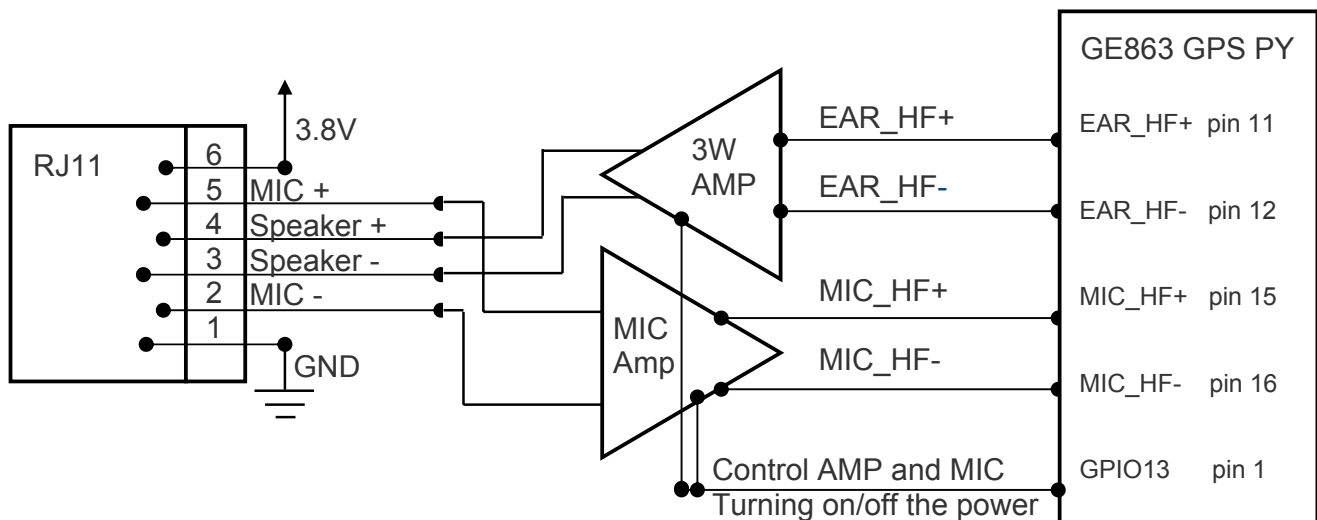 GE863 GPS PY
RJ11
3.8V
6
5 MIC +
4 Speaker +
3 Speaker -
2 MIC -
1
GND
3W
AMP
MIC
Amp
EAR_HF+
EAR_HF-
MIC_HF+
MIC_HF-
Control AMP and MIC
Turning on/off the power
EAR_HF+ pin 11
EAR_HF- pin 12
MIC_HF+ pin 15
MIC_HF- pin 16
GPIO13 pin 1